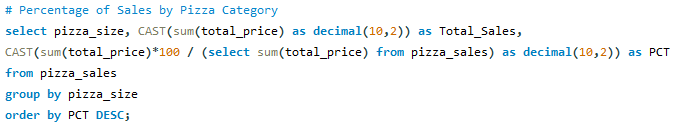 # Percentage of Sales by Pizza Category
select pizza_size, CAST(sum(total_price) as decimal(10,2)) as Total_Sales,
CAST(sum(total_price)*100 / (select sum(total_price) from pizza_sales) as decimal(10,2)) as PCT
from pizza_sales
group by pizza_size
order by PCT DESC;